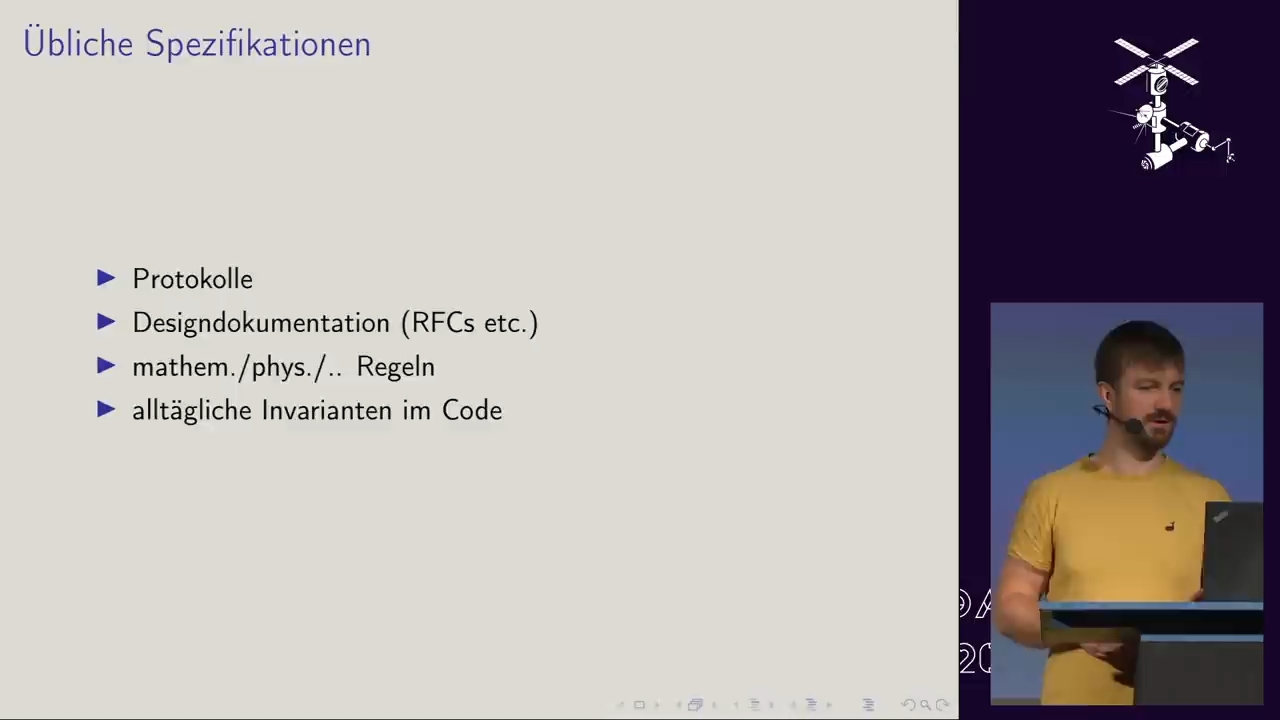 Übliche Spezifikationen
Protokolle
Designdokumentation (RFCs etc.)
mathem./phys./.. Regeln
alltägliche Invarianten im Code